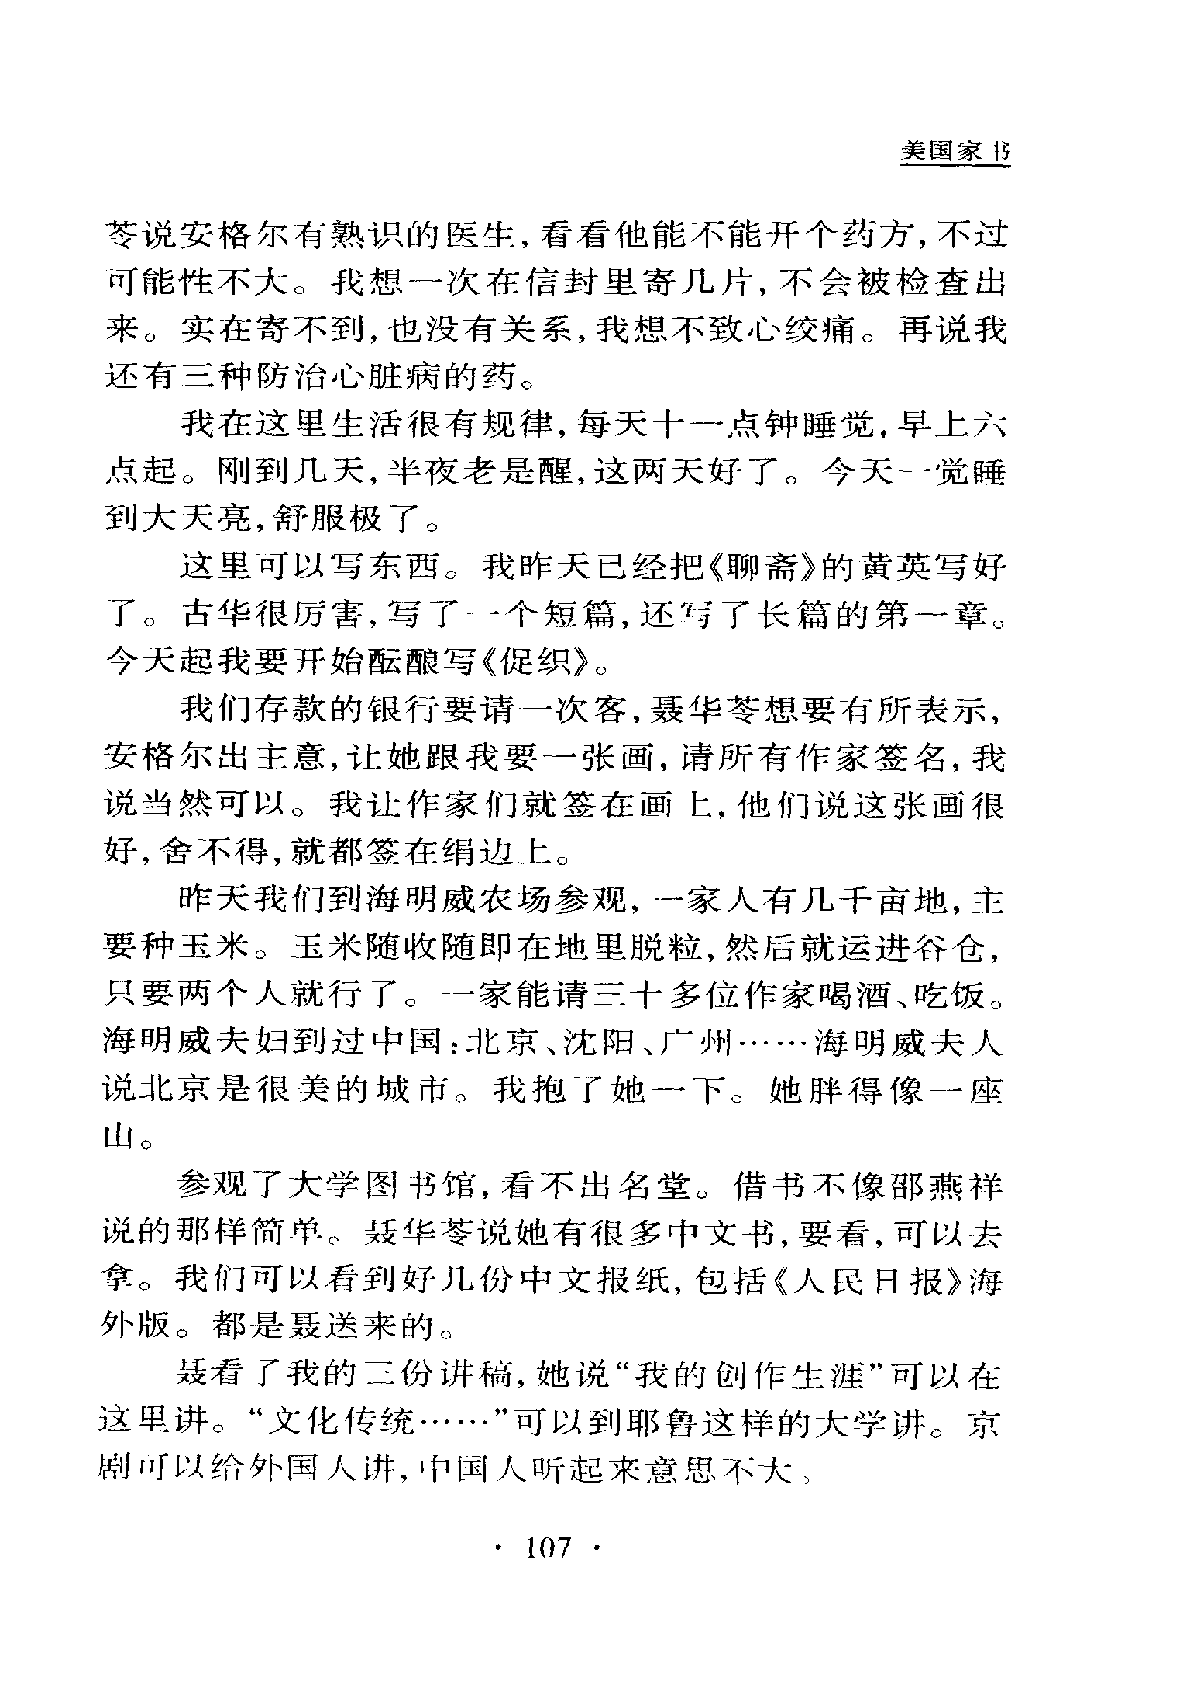 美国家书
苓说安格尔有熟识的医生,看看他能不能开个药方,不过
可能性不大。我想一次在信封里寄几片,不会被检查出
来。实在寄不到,也没有关系,我想不致心绞痛。再说我
还有三种防治心脏病的药。
我在这里生活很有规律,每天十一点钟睡觉,早上六
点起。刚到几天,半夜老是醒,这两天好了。今天一觉睡
到大天亮,舒服极了。
这里可以写东西。我昨天已经把《聊斋》的黄英写好
了。古华很厉害,写了一个短篇,还写了长篇的第一章。
今天起我要开始酝酿写《促织》。
我们存款的银行要请一次客,聂华苓想要有所表示,
安格尔出主意,让她跟我要一张画,请所有作家签名,我
说当然可以。我让作家们就签在画上,他们说这张画很
好,舍不得,就都签在绢边上。
昨天我们到海明威农场参观,一家人有几千亩地,主
要种玉米。玉米随收随即在地里脱粒,然后就运进谷仓,
只要两个人就行了。一家能请三十多位作家喝酒、吃饭。
海明威夫妇到过中国:北京、沈阳、广州……海明威夫人
说北京是很美的城市。我抱了她一下。她胖得像一座
山。
参观了大学图书馆,看不出名堂。借书不像邵燕祥
说的那样简单。聂华苓说她有很多中文书,要看,可以去
拿。我们可以看到好几份中文报纸,包括《人民日报》海
外版。都是聂送来的。
聂看了我的三份讲稿,她说“我的创作生涯”可以在
这里讲。“文化传统……”可以到耶鲁这样的大学讲。京
剧可以给外国人讲,中国人听起来意思不大。
· 107 ·